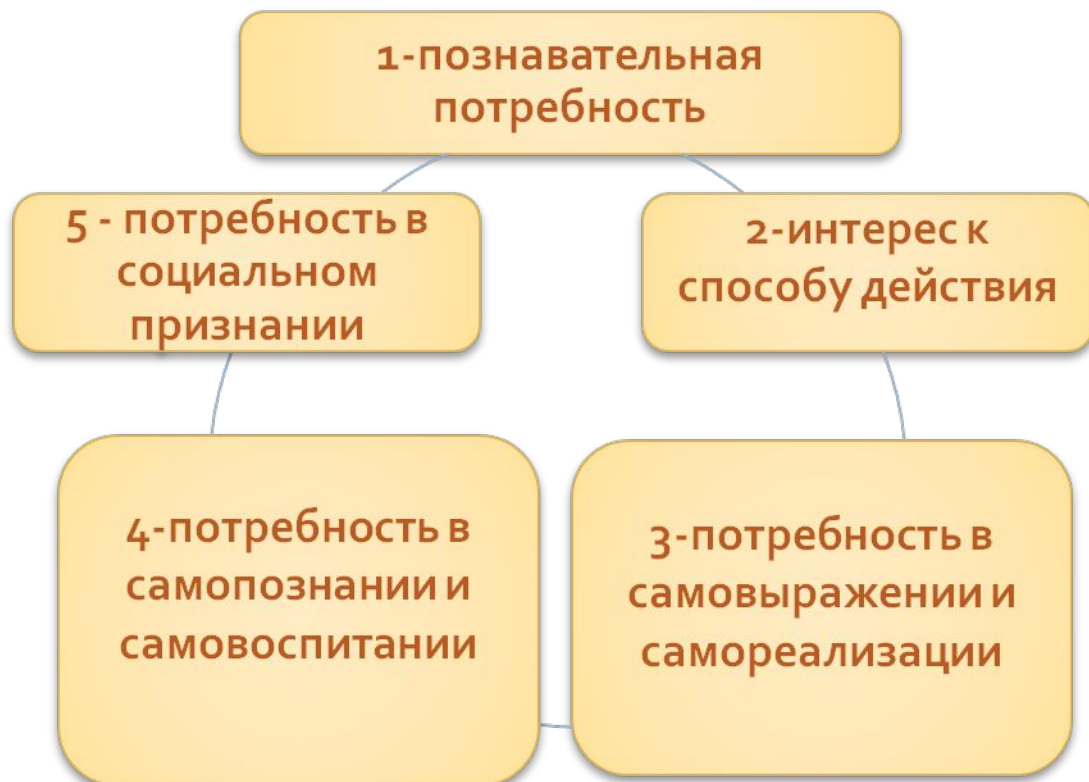 1-познавательная
потребность
2-интерес к
способу действия
3-потребность в
самовыражении и
самореализации
4-потребность в
самопознании и
самовоспитании
5 - потребность в
социальном
признании